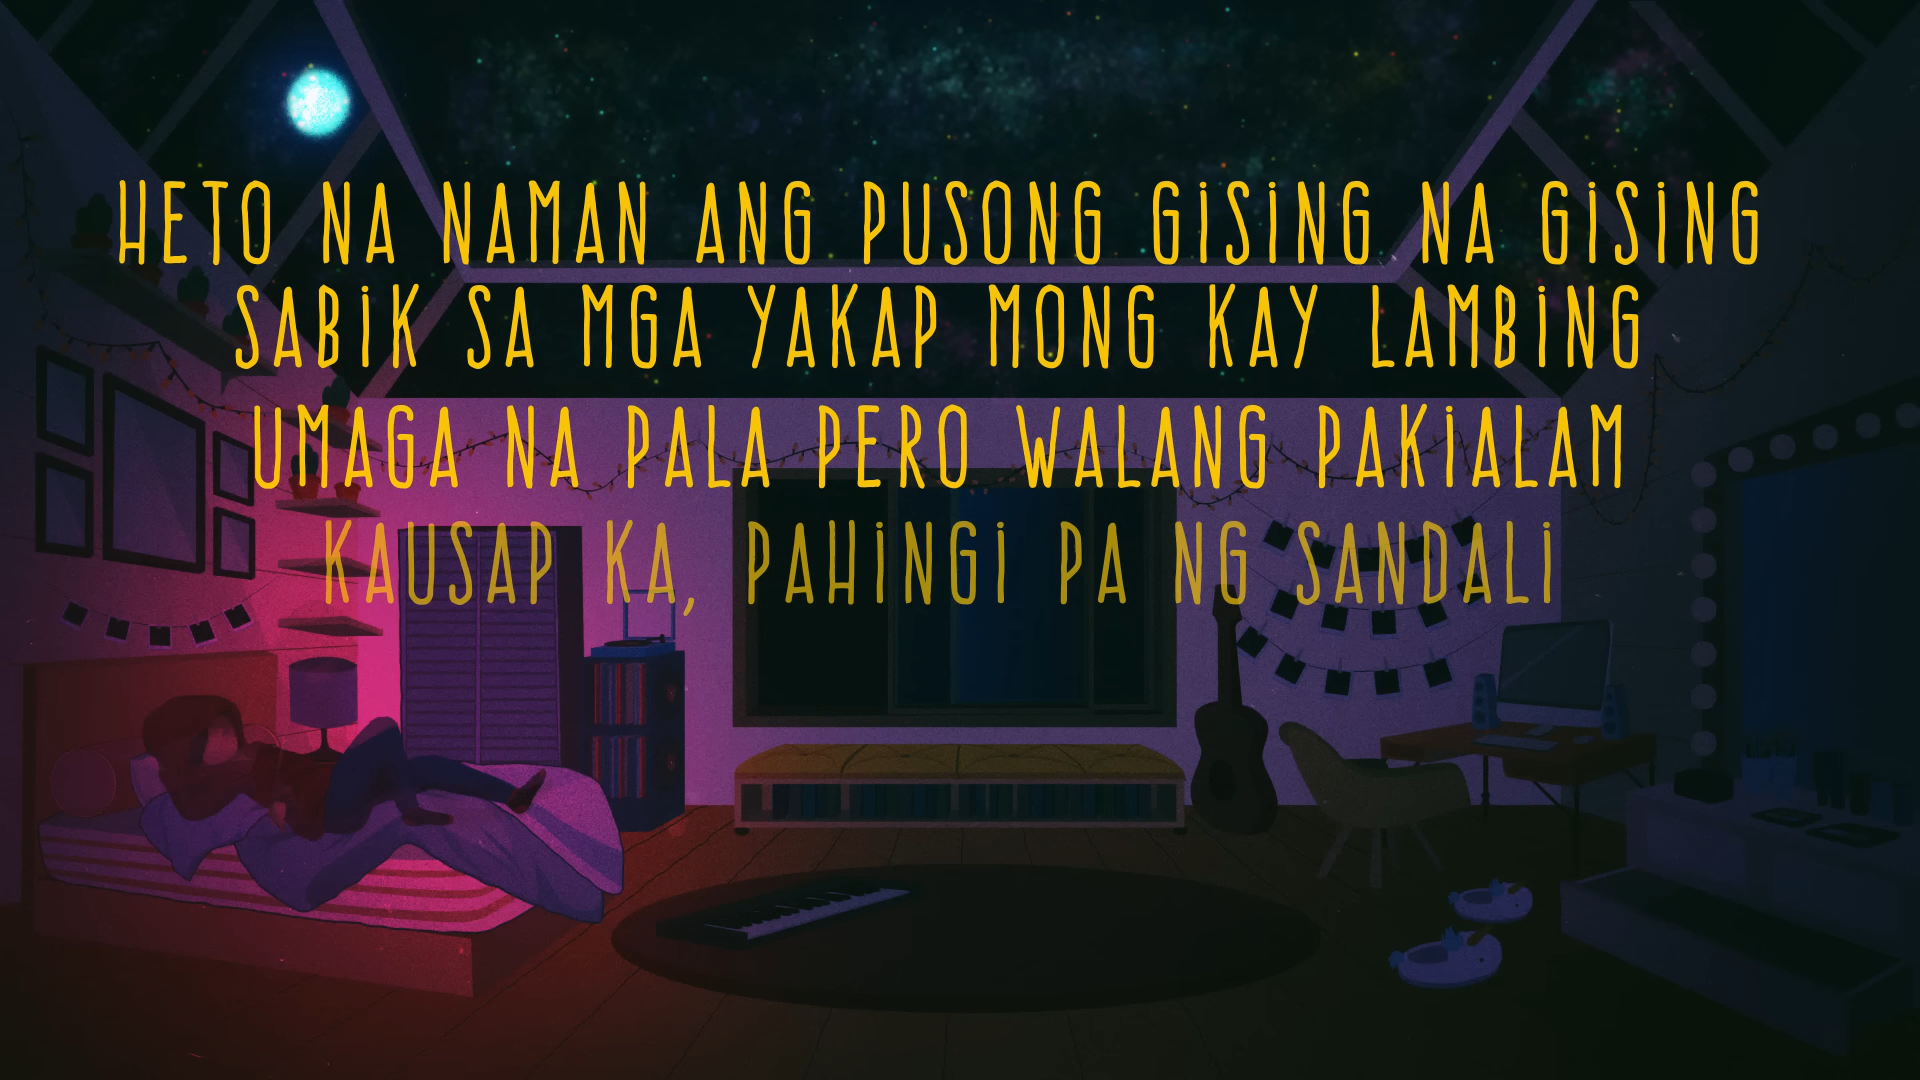 HETO NA NAMAN ANG PUSONG GISING NA GISING
SABIK SA MGA YAKAP MONG KAY LAMBING
UMAGA NA PALA PERO WALANG PAKIALAM
KAUSAP KA, PAHINGI PA NG SANDALI